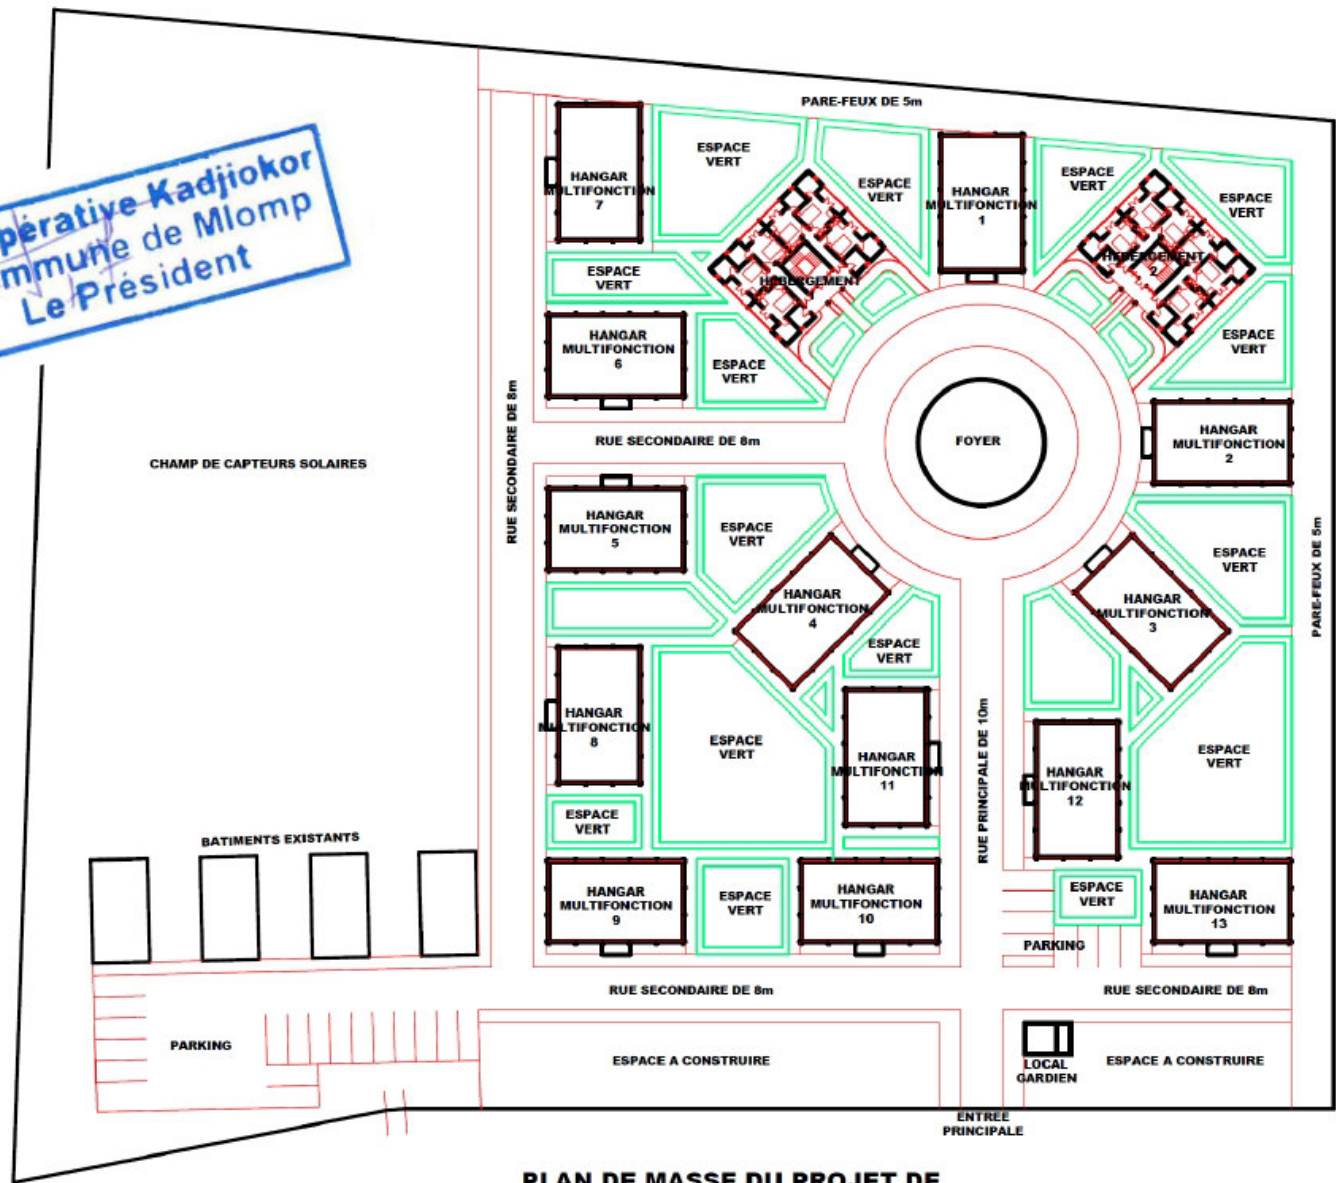 PARE-FEUX DE 5m
pérative Kadjiokor
mmune de Mlomp
Le Président
HANGAR
MULTIFONCTION
7
ESPACE
VERT
ESPACE
VERT
HANGAR
MULTIFONCTION
1
ESPACE
VERT
ESPACE
VERT
ESPACE
VERT
HEBERGEMENT
HEBERGEMENT
2
HANGAR
MULTIFONCTION
6
ESPACE
VERT
ESPACE
VERT
RUE SECONDAIRE DE 8m
RUE SECONDAIRE DE 8m
FOYER
HANGAR
MULTIFONCTION
2
CHAMP DE CAPTEURS SOLAIRES
HANGAR
MULTIFONCTION
5
ESPACE
VERT
ESPACE
VERT
PARE-FEUX DE 5m
HANGAR
MULTIFONCTION
4
HANGAR
MULTIFONCTION
3
ESPACE
VERT
HANGAR
MULTIFONCTION
8
ESPACE
VERT
HANGAR
MULTIFONCTION
11
RUE PRINCIPALE DE 10m
HANGAR
MULTIFONCTION
12
ESPACE
VERT
ESPACE
VERT
BATIMENTS EXISTANTS
HANGAR
MULTIFONCTION
9
ESPACE
VERT
HANGAR
MULTIFONCTION
10
ESPACE
VERT
HANGAR
MULTIFONCTION
13
PARKING
RUE SECONDAIRE DE 8m
RUE SECONDAIRE DE 8m
PARKING
ESPACE A CONSTRUIRE
LOCAL
GARDIEN
ESPACE A CONSTRUIRE
ENTREE
PRINCIPALE
PLAN DE MASSE DU PROJET DE